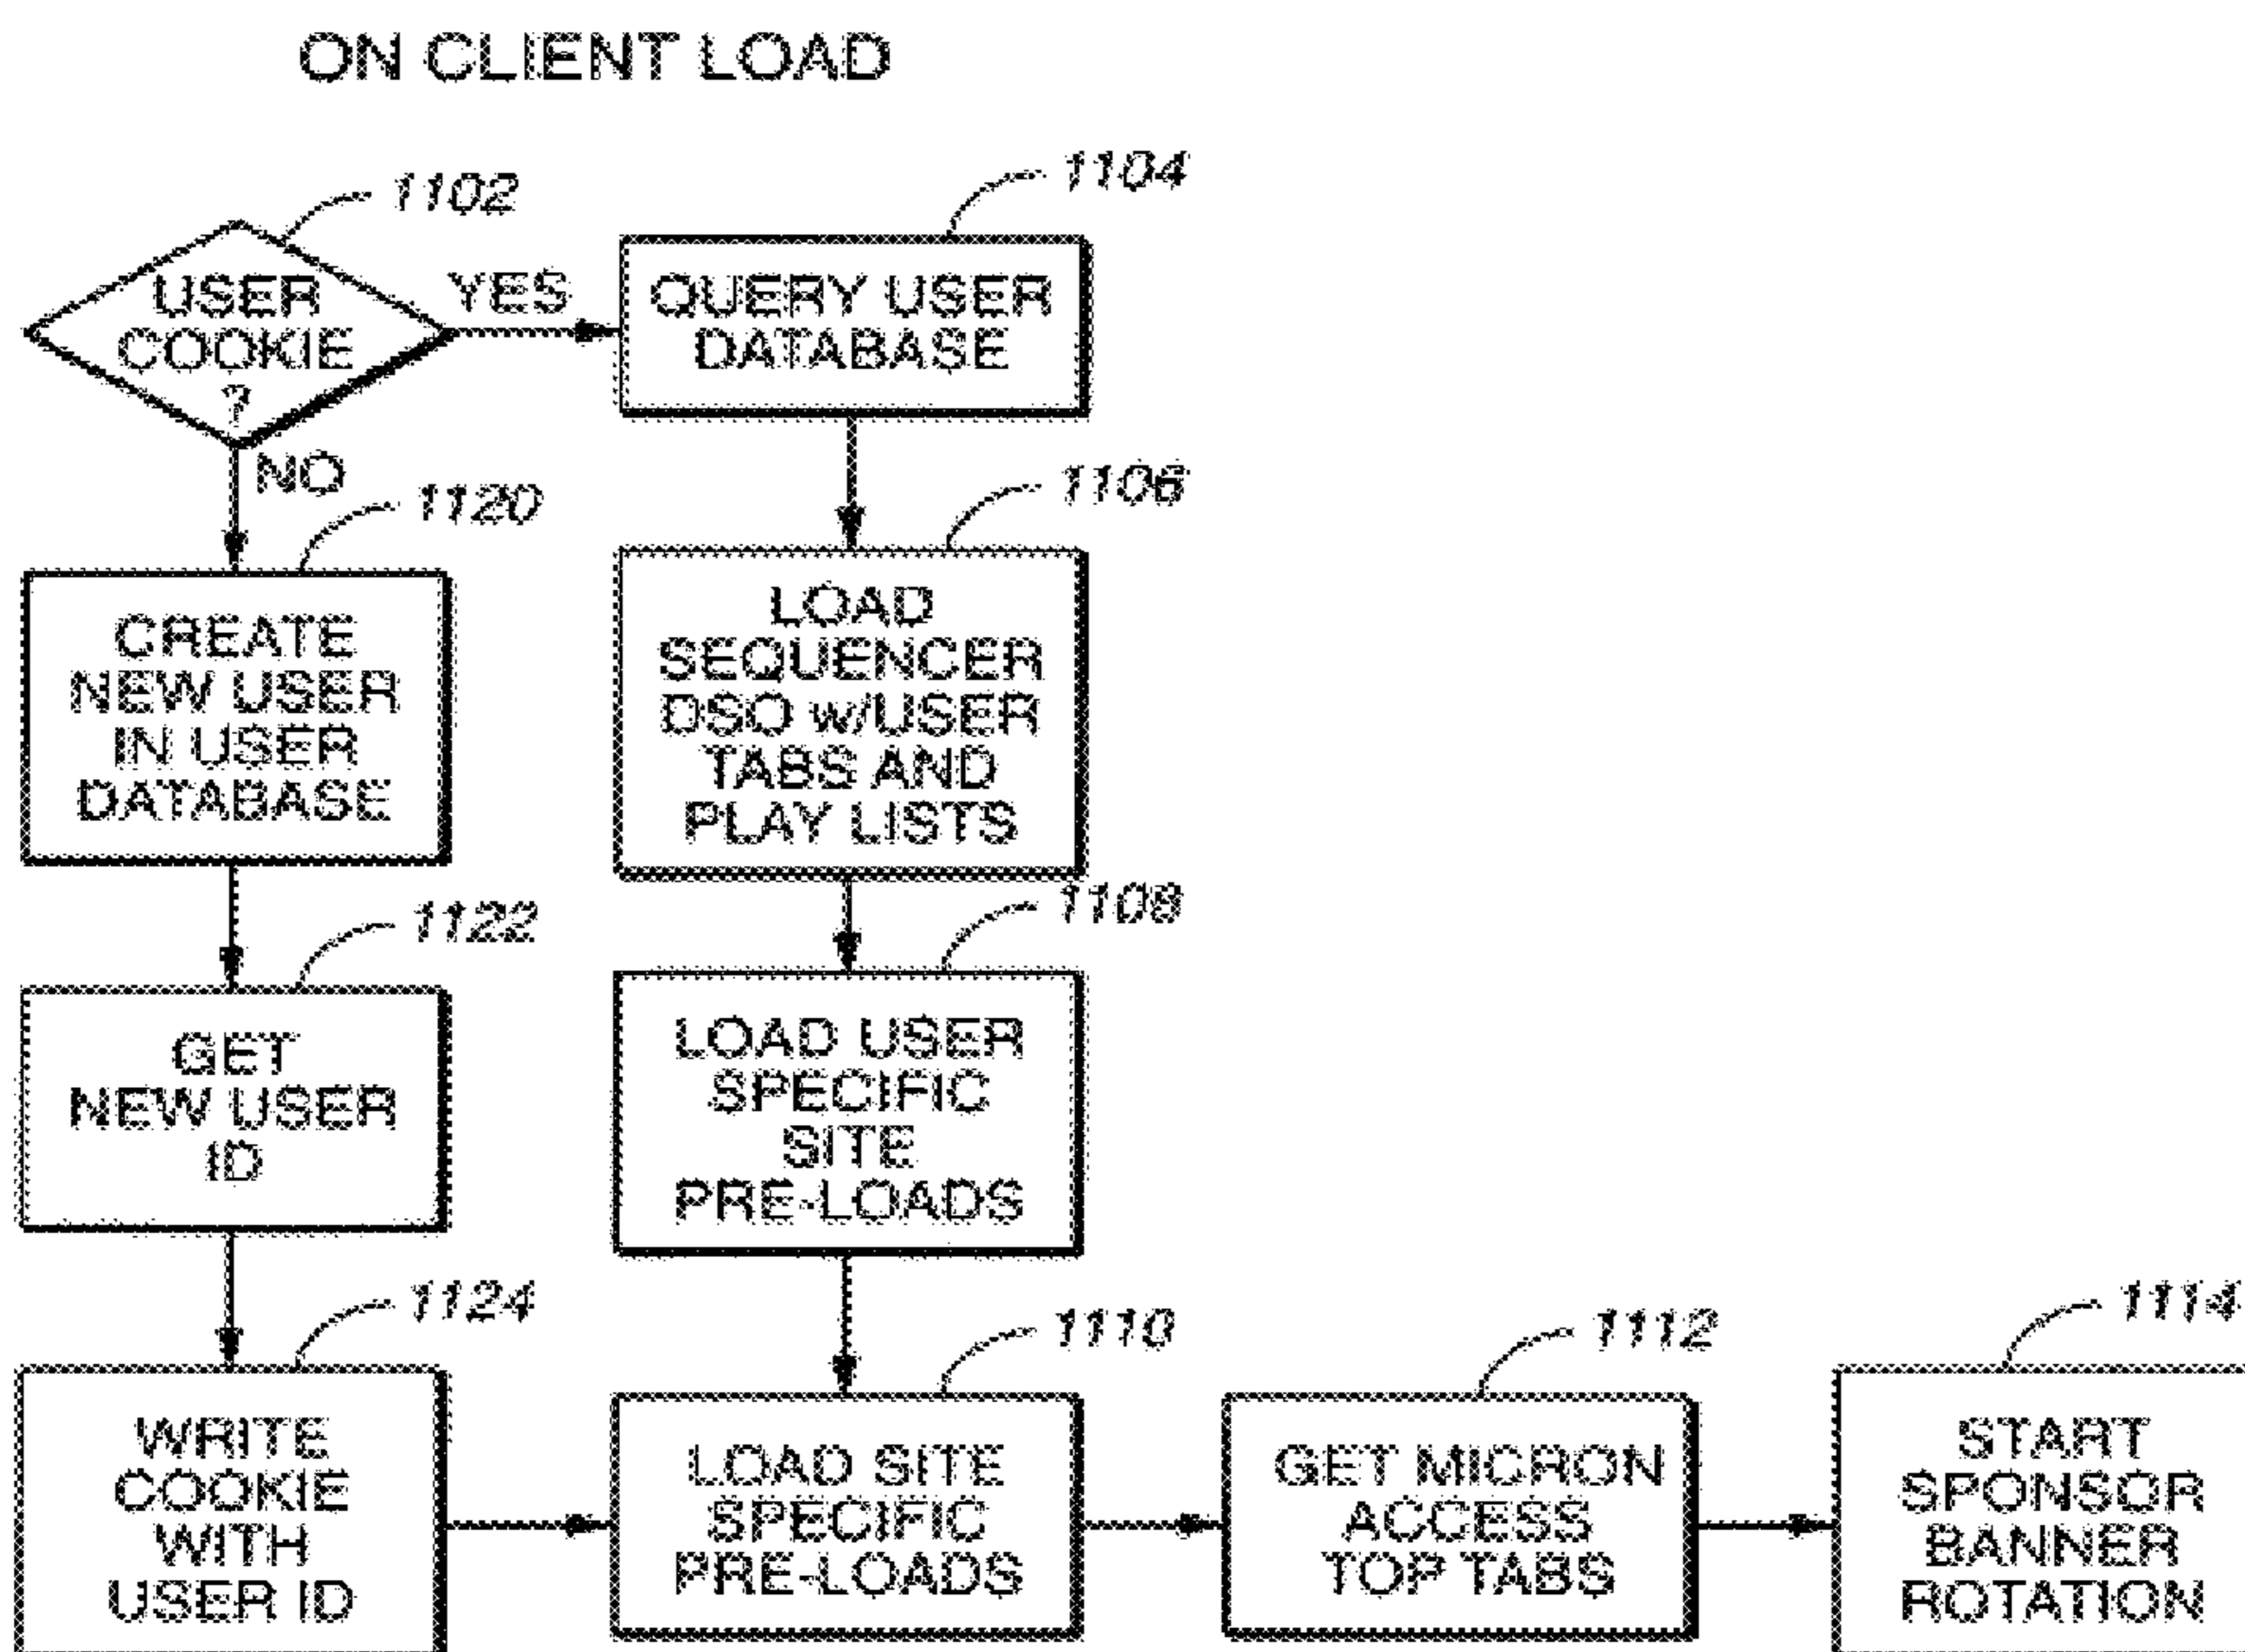 ON CLIENT LOAD
1102
USER
COOKIE
?
YES
NO
1104
QUERY USER
DATABASE
1120
CREATE
NEW USER
IN USER
DATABASE
1106
LOAD
SEQUENCER
DSO w/USER
TABS AND
PLAY LISTS
1122
GET
NEW USER
ID
1108
LOAD USER
SPECIFIC
SITE
PRE-LOADS
1124
WRITE
COOKIE
WITH
USER ID
1110
LOAD SITE
SPECIFIC
PRE-LOADS
1112
GET MICRON
ACCESS
TOP TABS
1114
START
SPONSOR
BANNER
ROTATION